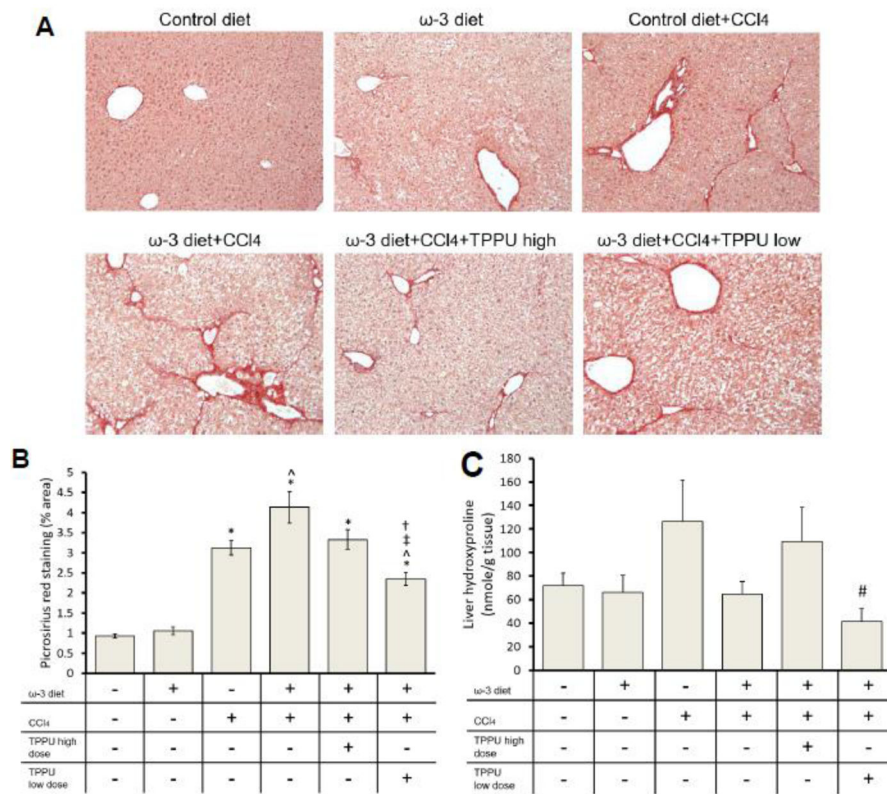 A
Control diet
ω-3 diet
Control diet+CCl4
ω-3 diet+CCl4
ω-3 diet+CCl4+TPPU high
ω-3 diet+CCl4+TPPU low
B
Picrosirius red staining (% area)
5
4.5
4
3.5
3
2.5
2
1.5
1
0.5
0
*
^
*
*
†
‡
^
*
ω-3 diet - + - + + +
CCl4 - - + + + +
TPPU high dose - - - - + -
TPPU low dose - - - - - +
C
Liver hydroxyproline
(nmole/g tissue)
180
160
140
120
100
80
60
40
20
0
#
ω-3 diet - + - + + +
CCl4 - - + + + +
TPPU high dose - - - - + -
TPPU low dose - - - - - +